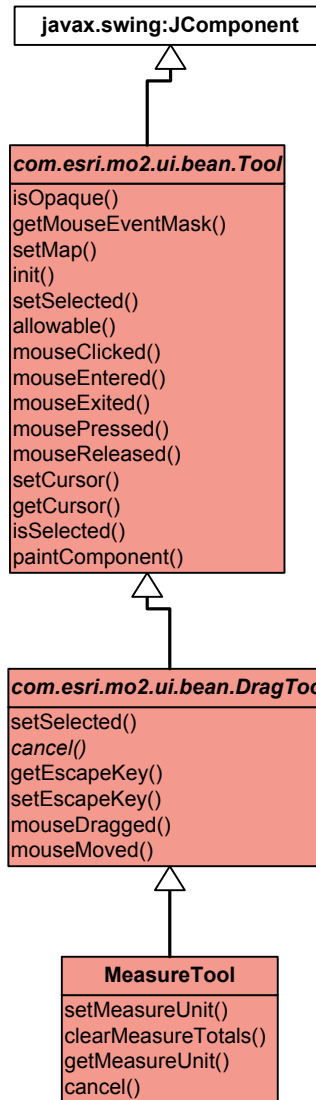 javax.swing:JComponent
com.esri.mo2.ui.bean.Tool
isOpaque()
getMouseEventMask()
setMap()
init()
setSelected()
allowable()
mouseClicked()
mouseEntered()
mouseExited()
mousePressed()
mouseReleased()
setCursor()
getCursor()
isSelected()
paintComponent()
com.esri.mo2.ui.bean.DragToo
setSelected()
cancel()
getEscapeKey()
setEscapeKey()
mouseDragged()
mouseMoved()
MeasureTool
setMeasureUnit()
clearMeasureTotals()
getMeasureUnit()
cancel()